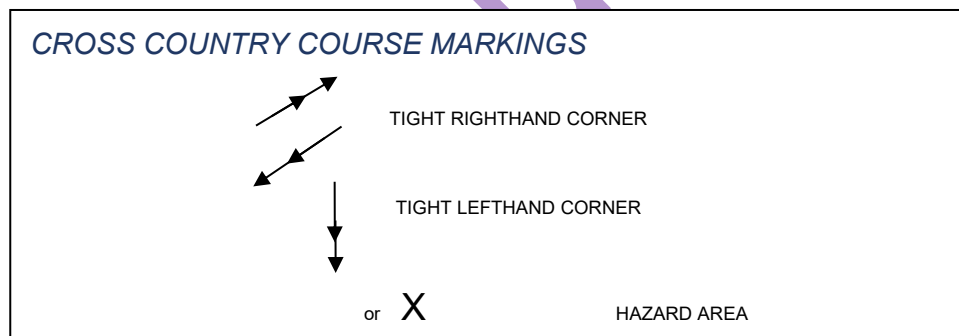 CROSS COUNTRY COURSE MARKINGS
TIGHT RIGHTHAND CORNER
TIGHT LEFTHAND CORNER
or X HAZARD AREA